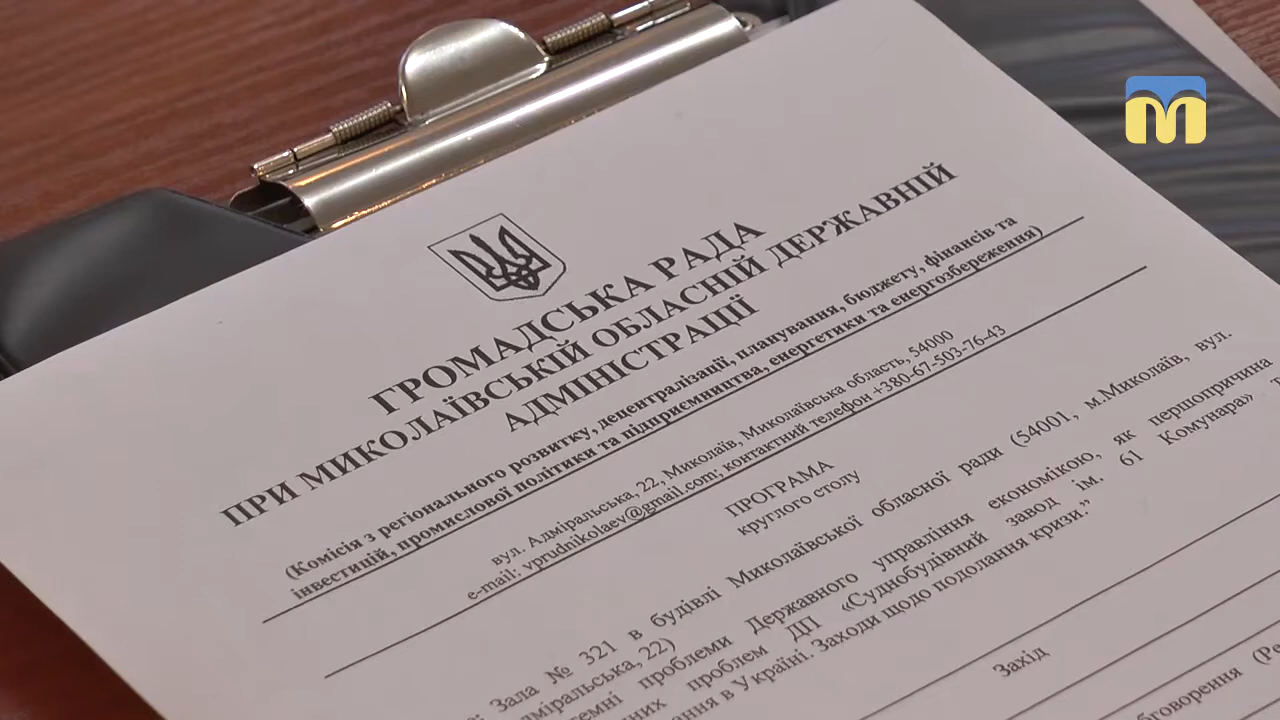 ГРОМАДСЬКА РАДА
ПРИ МИКОЛАЇВСЬКІЙ ОБЛАСНІЙ ДЕРЖАВНІЙ
АДМІНІСТРАЦІЇ
(Комісія з регіонального розвитку, децентралізації, планування, бюджету, фінансів та
інвестицій, промислової політики та підприємництва, енергетики та енергозбереження)
вул. Адміральська, 22, Миколаїв, Миколаївська область, 54000
e-mail: vprudnikolaev@gmail.com; контактний телефон +380-67-503-76-43
ПРОГРАМА
круглого столу
Зала № 321 в будівлі Миколаївської обласної ради (54001, м.Миколаїв, вул.
22)
проблеми Державного управління економікою, як першопричина
проблем ДП «Суднобудівний завод ім. 61 Комунара»
в Україні. Заходи щодо подолання кризи."
Захід